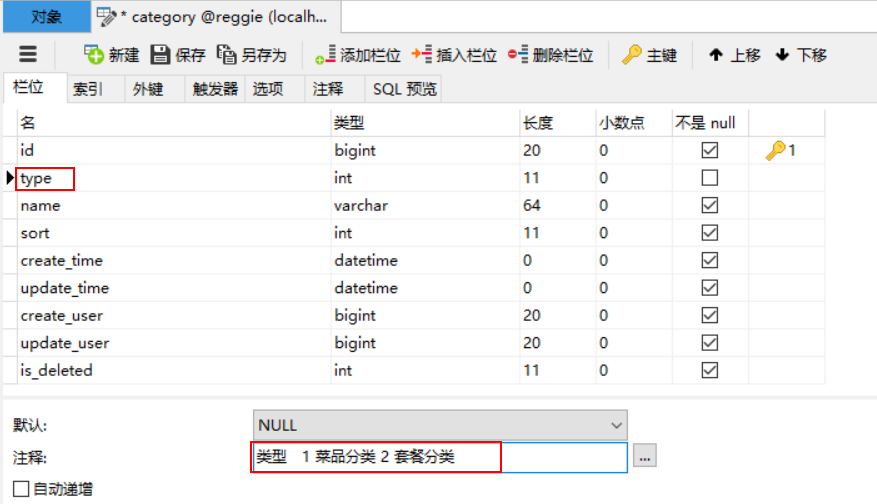 对象 * category @reggie (localh...
新建 保存 另存为 添加栏位 插入栏位 删除栏位 主键 上移 下移
栏位 索引 外键 触发器 选项 注释 SQL 预览
名 类型 长度 小数点 不是 null
id bigint 20 0 1
type int 11 0
name varchar 64 0
sort int 11 0
create_time datetime 0 0
update_time datetime 0 0
create_user bigint 20 0
update_user bigint 20 0
is_deleted int 11 0
默认: NULL
注释: 类型 1 菜品分类 2 套餐分类 ...
自动递增